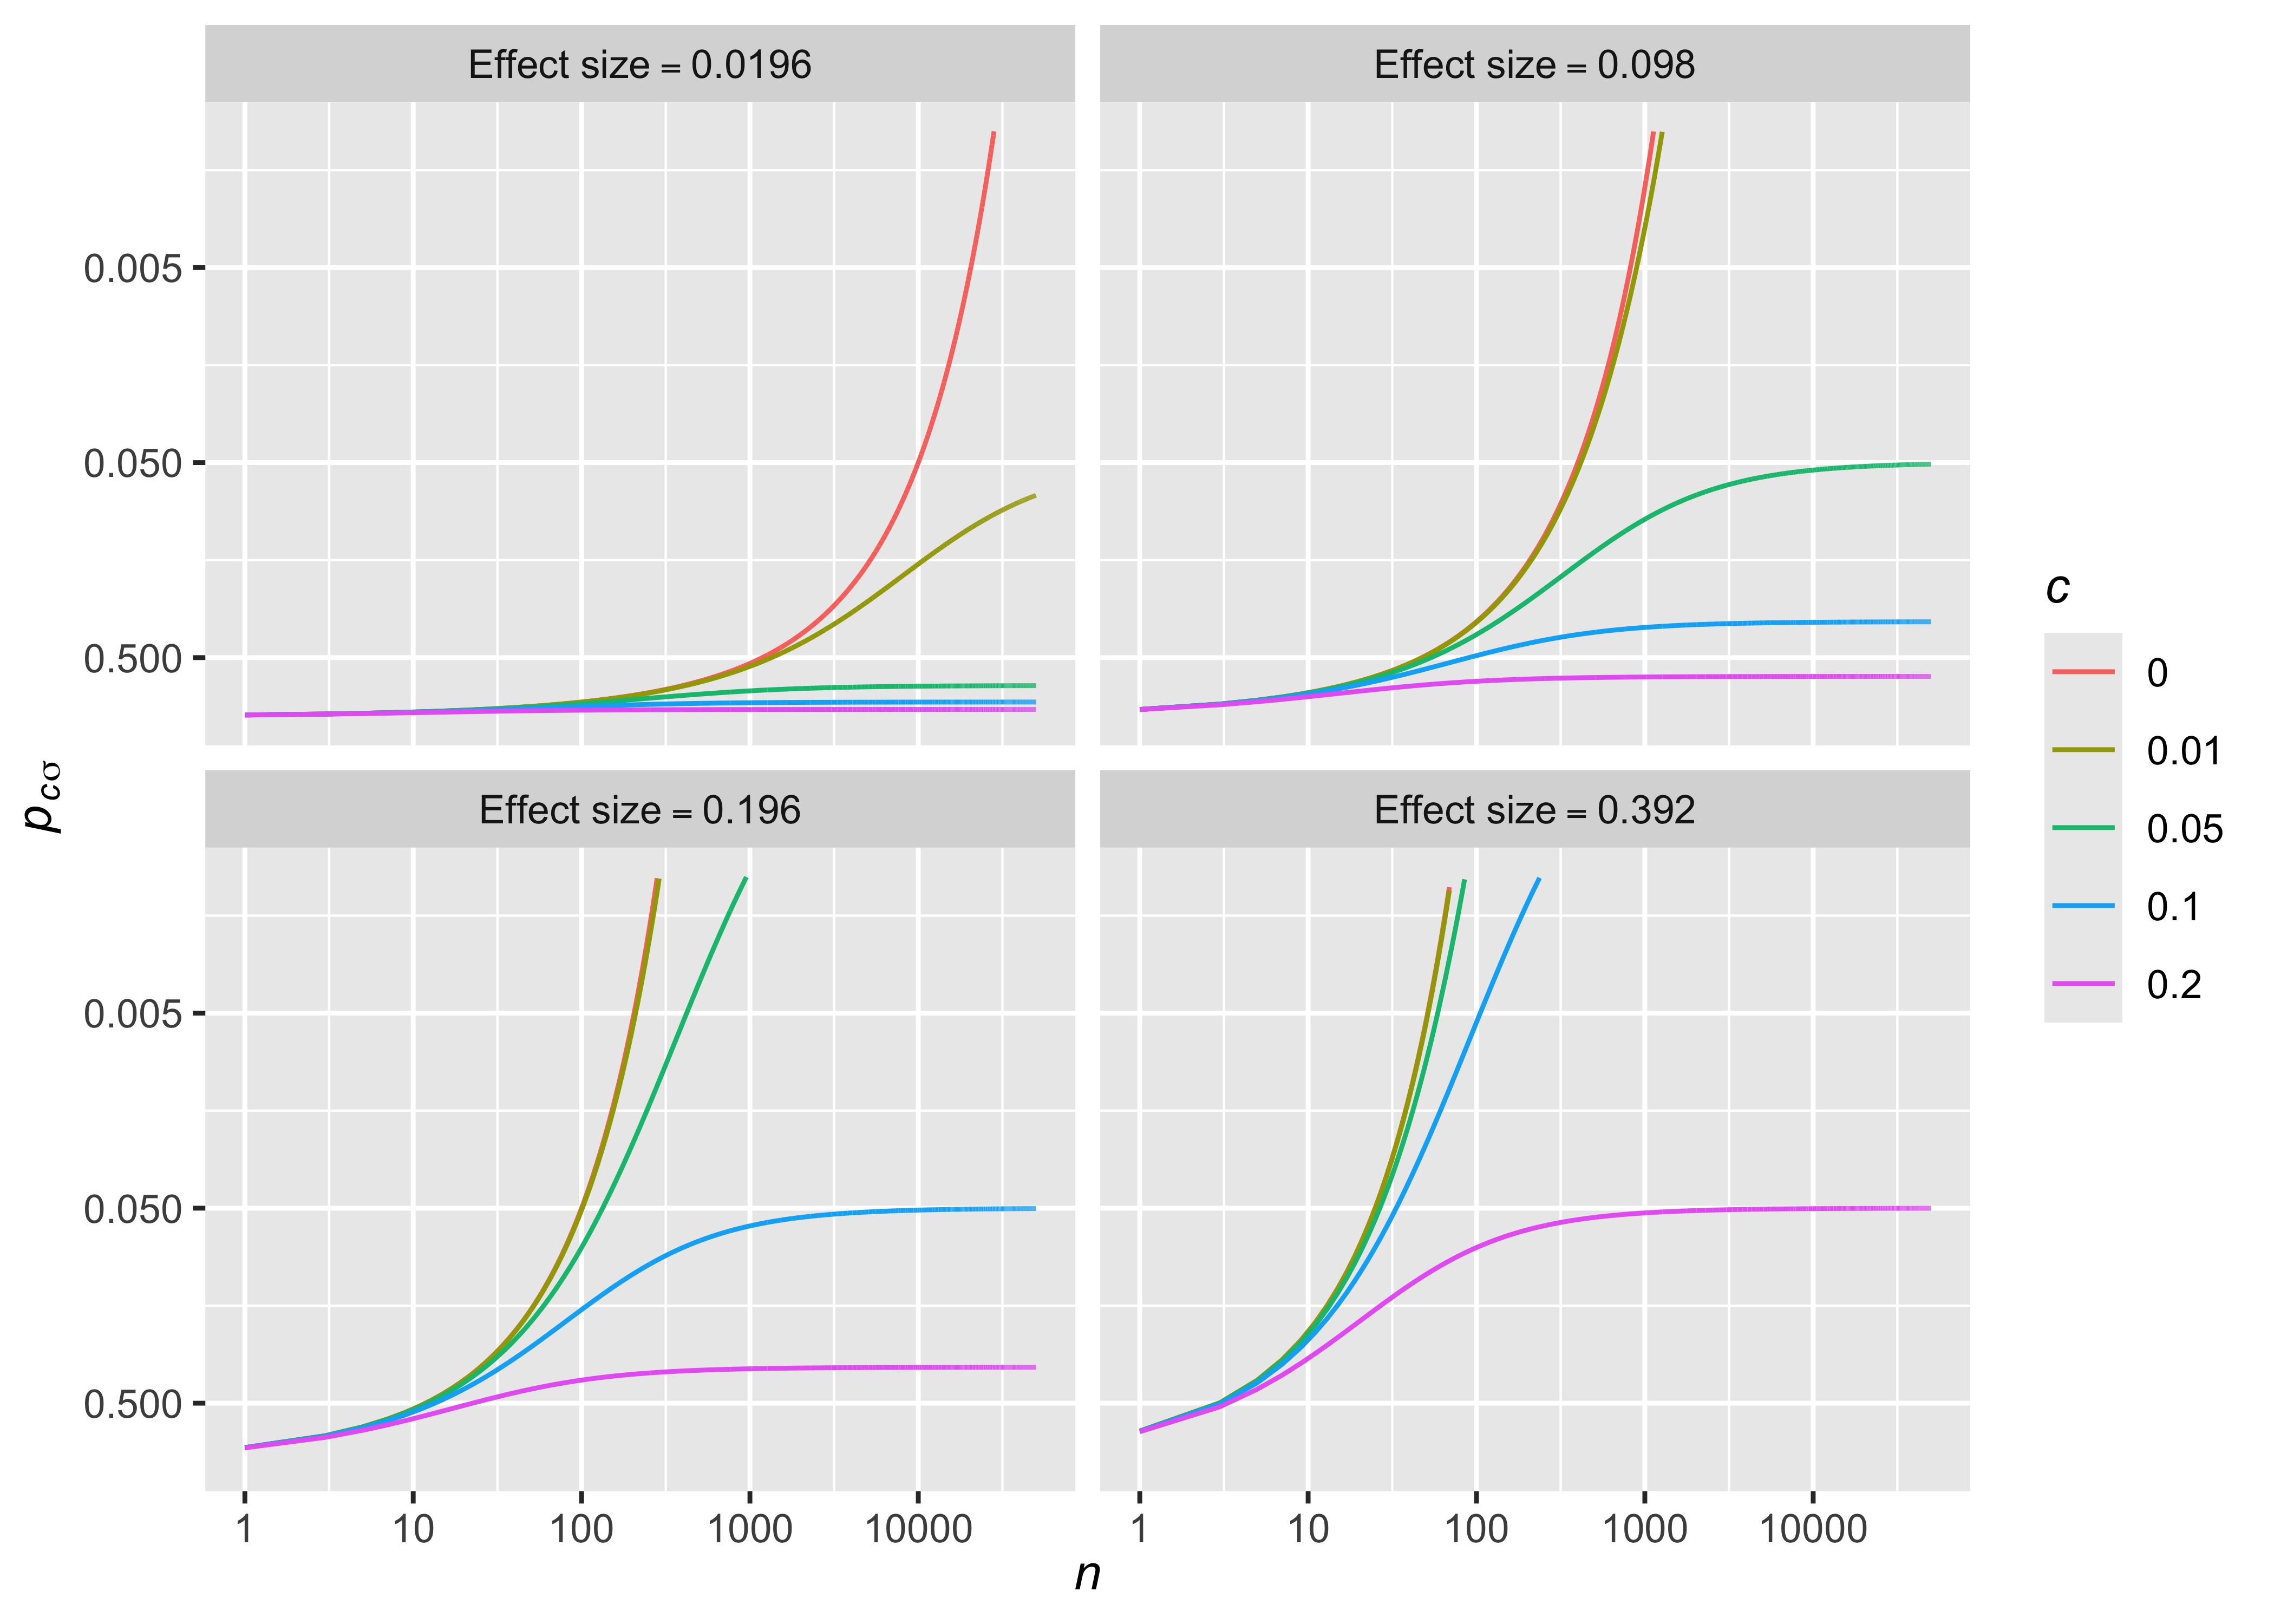 Effect size = 0.0196
Effect size = 0.098
0.005
0.050
0.500
Effect size = 0.196
Effect size = 0.392
0.005
0.050
0.500
1 10 100 1000 10000
1 10 100 1000 10000
n
pcσ
c
0
0.01
0.05
0.1
0.2